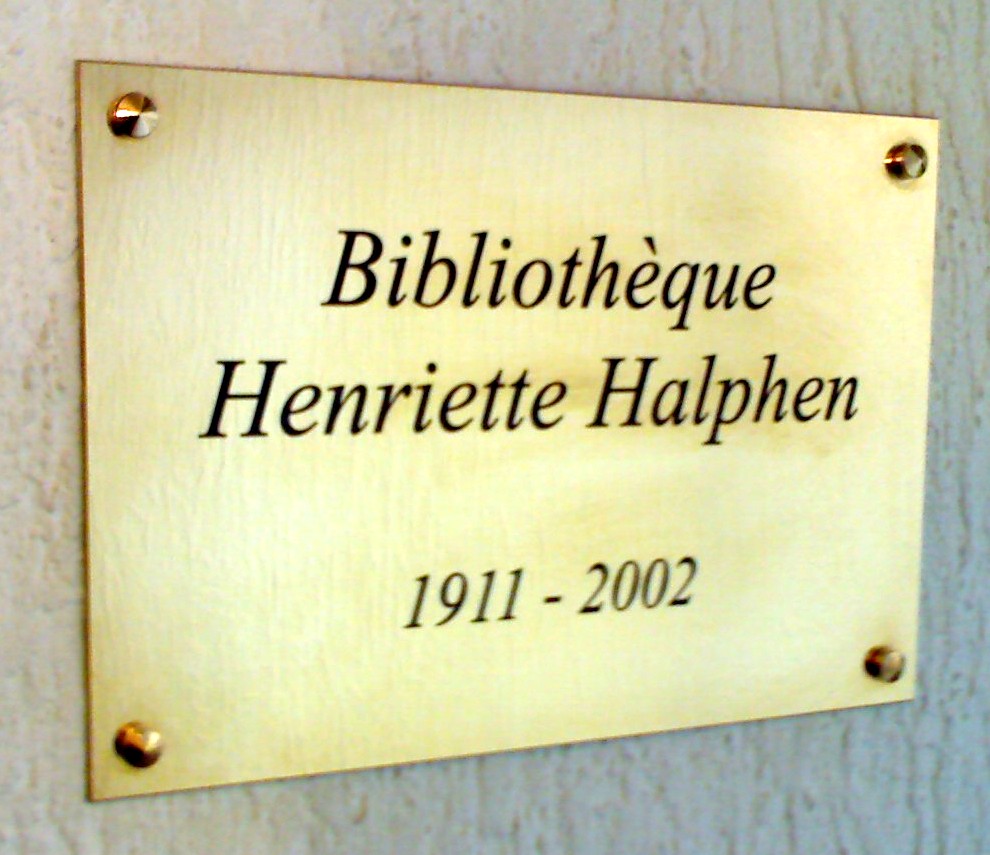 Bibliothèque
Henriette Halphen
1911 - 2002